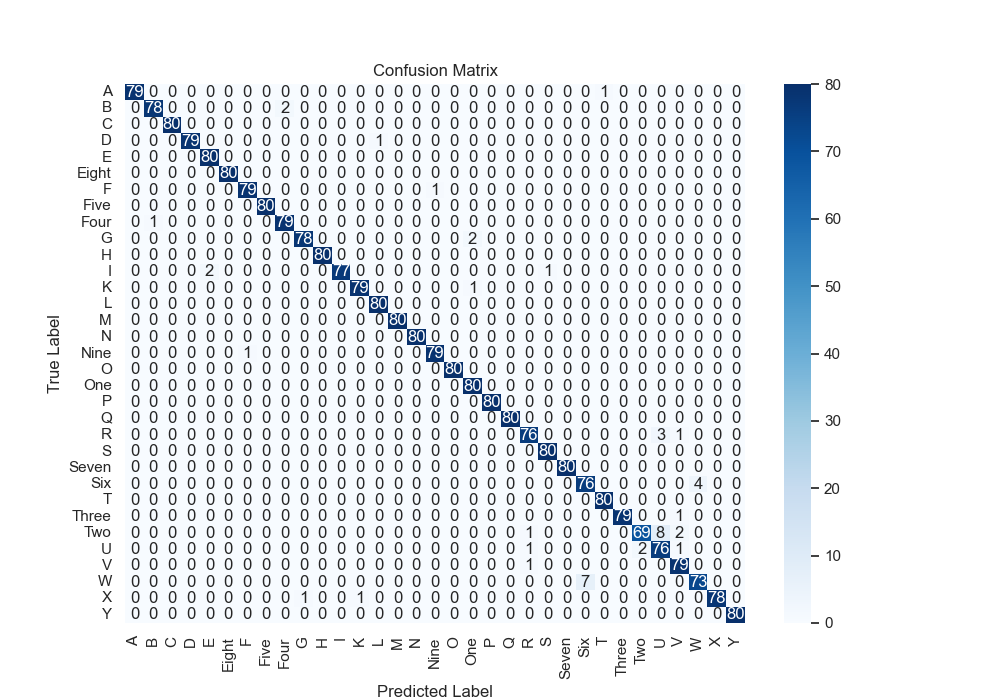 Confusion Matrix
A 79 0 0 0 0 0 0 0 0 0 0 0 0 0 0 0 0 0 0 0 0 0 0 0 0 1 0 0 0 0 0 0 0
B 0 78 0 0 0 0 0 0 2 0 0 0 0 0 0 0 0 0 0 0 0 0 0 0 0 0 0 0 0 0 0 0 0
C 0 0 80 0 0 0 0 0 0 0 0 0 0 0 0 0 0 0 0 0 0 0 0 0 0 0 0 0 0 0 0 0 0
D 0 0 0 79 0 0 0 0 0 0 0 0 0 1 0 0 0 0 0 0 0 0 0 0 0 0 0 0 0 0 0 0 0
E 0 0 0 0 80 0 0 0 0 0 0 0 0 0 0 0 0 0 0 0 0 0 0 0 0 0 0 0 0 0 0 0 0
Eight 0 0 0 0 0 80 0 0 0 0 0 0 0 0 0 0 0 0 0 0 0 0 0 0 0 0 0 0 0 0 0 0 0
F 0 0 0 0 0 0 79 0 0 0 0 0 0 0 0 0 1 0 0 0 0 0 0 0 0 0 0 0 0 0 0 0 0
Five 0 0 0 0 0 0 0 80 0 0 0 0 0 0 0 0 0 0 0 0 0 0 0 0 0 0 0 0 0 0 0 0 0
Four 0 1 0 0 0 0 0 0 79 0 0 0 0 0 0 0 0 0 0 0 0 0 0 0 0 0 0 0 0 0 0 0 0
G 0 0 0 0 0 0 0 0 0 78 0 0 0 0 0 0 0 0 2 0 0 0 0 0 0 0 0 0 0 0 0 0 0
H 0 0 0 0 0 0 0 0 0 0 80 0 0 0 0 0 0 0 0 0 0 0 0 0 0 0 0 0 0 0 0 0 0
I 0 0 0 0 2 0 0 0 0 0 0 77 0 0 0 0 0 0 0 0 0 0 1 0 0 0 0 0 0 0 0 0 0
K 0 0 0 0 0 0 0 0 0 0 0 0 79 0 0 0 0 0 1 0 0 0 0 0 0 0 0 0 0 0 0 0 0
L 0 0 0 0 0 0 0 0 0 0 0 0 0 80 0 0 0 0 0 0 0 0 0 0 0 0 0 0 0 0 0 0 0
M 0 0 0 0 0 0 0 0 0 0 0 0 0 0 80 0 0 0 0 0 0 0 0 0 0 0 0 0 0 0 0 0 0
N 0 0 0 0 0 0 0 0 0 0 0 0 0 0 0 80 0 0 0 0 0 0 0 0 0 0 0 0 0 0 0 0 0
Nine 0 0 0 0 0 0 1 0 0 0 0 0 0 0 0 0 79 0 0 0 0 0 0 0 0 0 0 0 0 0 0 0 0
O 0 0 0 0 0 0 0 0 0 0 0 0 0 0 0 0 0 80 0 0 0 0 0 0 0 0 0 0 0 0 0 0 0
One 0 0 0 0 0 0 0 0 0 0 0 0 0 0 0 0 0 0 80 0 0 0 0 0 0 0 0 0 0 0 0 0 0
P 0 0 0 0 0 0 0 0 0 0 0 0 0 0 0 0 0 0 0 80 0 0 0 0 0 0 0 0 0 0 0 0 0
Q 0 0 0 0 0 0 0 0 0 0 0 0 0 0 0 0 0 0 0 0 80 0 0 0 0 0 0 0 0 0 0 0 0
R 0 0 0 0 0 0 0 0 0 0 0 0 0 0 0 0 0 0 0 0 0 76 0 0 0 0 0 0 3 1 0 0 0
S 0 0 0 0 0 0 0 0 0 0 0 0 0 0 0 0 0 0 0 0 0 0 80 0 0 0 0 0 0 0 0 0 0
Seven 0 0 0 0 0 0 0 0 0 0 0 0 0 0 0 0 0 0 0 0 0 0 0 80 0 0 0 0 0 0 0 0 0
Six 0 0 0 0 0 0 0 0 0 0 0 0 0 0 0 0 0 0 0 0 0 0 0 0 76 0 0 0 0 0 4 0 0
T 0 0 0 0 0 0 0 0 0 0 0 0 0 0 0 0 0 0 0 0 0 0 0 0 0 80 0 0 0 0 0 0 0
Three 0 0 0 0 0 0 0 0 0 0 0 0 0 0 0 0 0 0 0 0 0 0 0 0 0 0 79 0 0 1 0 0 0
Two 0 0 0 0 0 0 0 0 0 0 0 0 0 0 0 0 0 0 0 0 0 1 0 0 0 0 0 69 8 2 0 0 0
U 0 0 0 0 0 0 0 0 0 0 0 0 0 0 0 0 0 0 0 0 0 1 0 0 0 0 0 2 76 1 0 0 0
V 0 0 0 0 0 0 0 0 0 0 0 0 0 0 0 0 0 0 0 0 0 1 0 0 0 0 0 0 0 79 0 0 0
W 0 0 0 0 0 0 0 0 0 0 0 0 0 0 0 0 0 0 0 0 0 0 0 0 7 0 0 0 0 0 73 0 0
X 0 0 0 0 0 0 0 0 0 1 0 0 1 0 0 0 0 0 0 0 0 0 0 0 0 0 0 0 0 0 0 78 0
Y 0 0 0 0 0 0 0 0 0 0 0 0 0 0 0 0 0 0 0 0 0 0 0 0 0 0 0 0 0 0 0 0 80
A B C D E Eight F Five Four G H I K L M N Nine O One P Q R S Seven Six T Three Two U V W X Y
Predicted Label
True Label
80
70
60
50
40
30
20
10
0